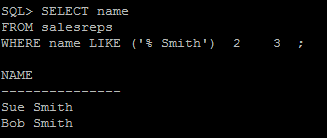 SQL> SELECT name
FROM salesreps
WHERE name LIKE ('% Smith')  2    3  ;
NAME
---------------
Sue Smith
Bob Smith